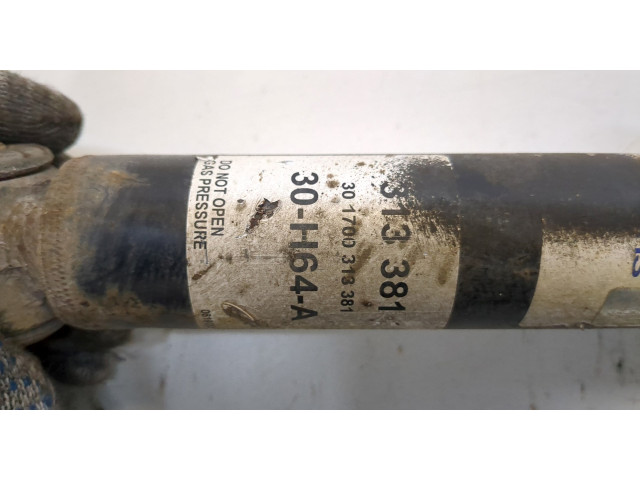 DO NOT OPEN
GAS PRESSURE
313 381
30 1700 313 381
30-H64-A